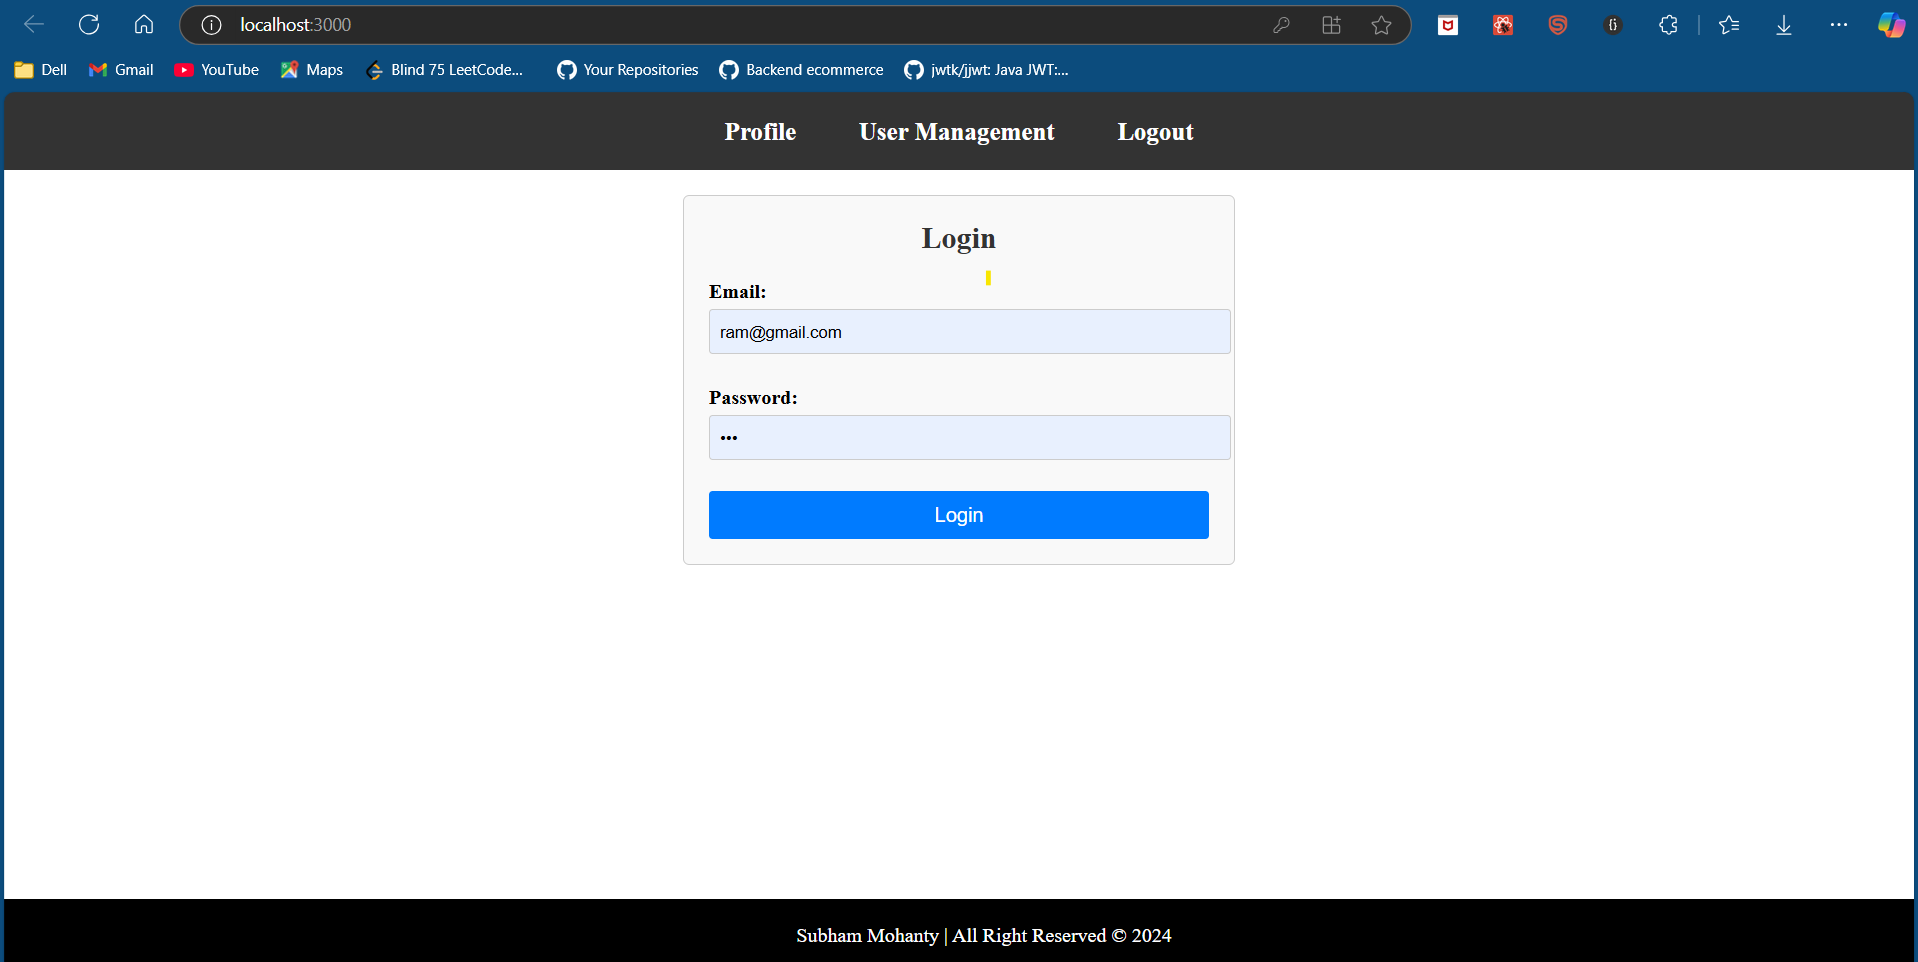 localhost:3000
Dell Gmail YouTube Maps Blind 75 LeetCode... Your Repositories Backend ecommerce jwtk/jjwt: Java JWT:...
Profile User Management Logout
Login
Email:
ram@gmail.com
Password:
•••
Login
Subham Mohanty | All Right Reserved © 2024